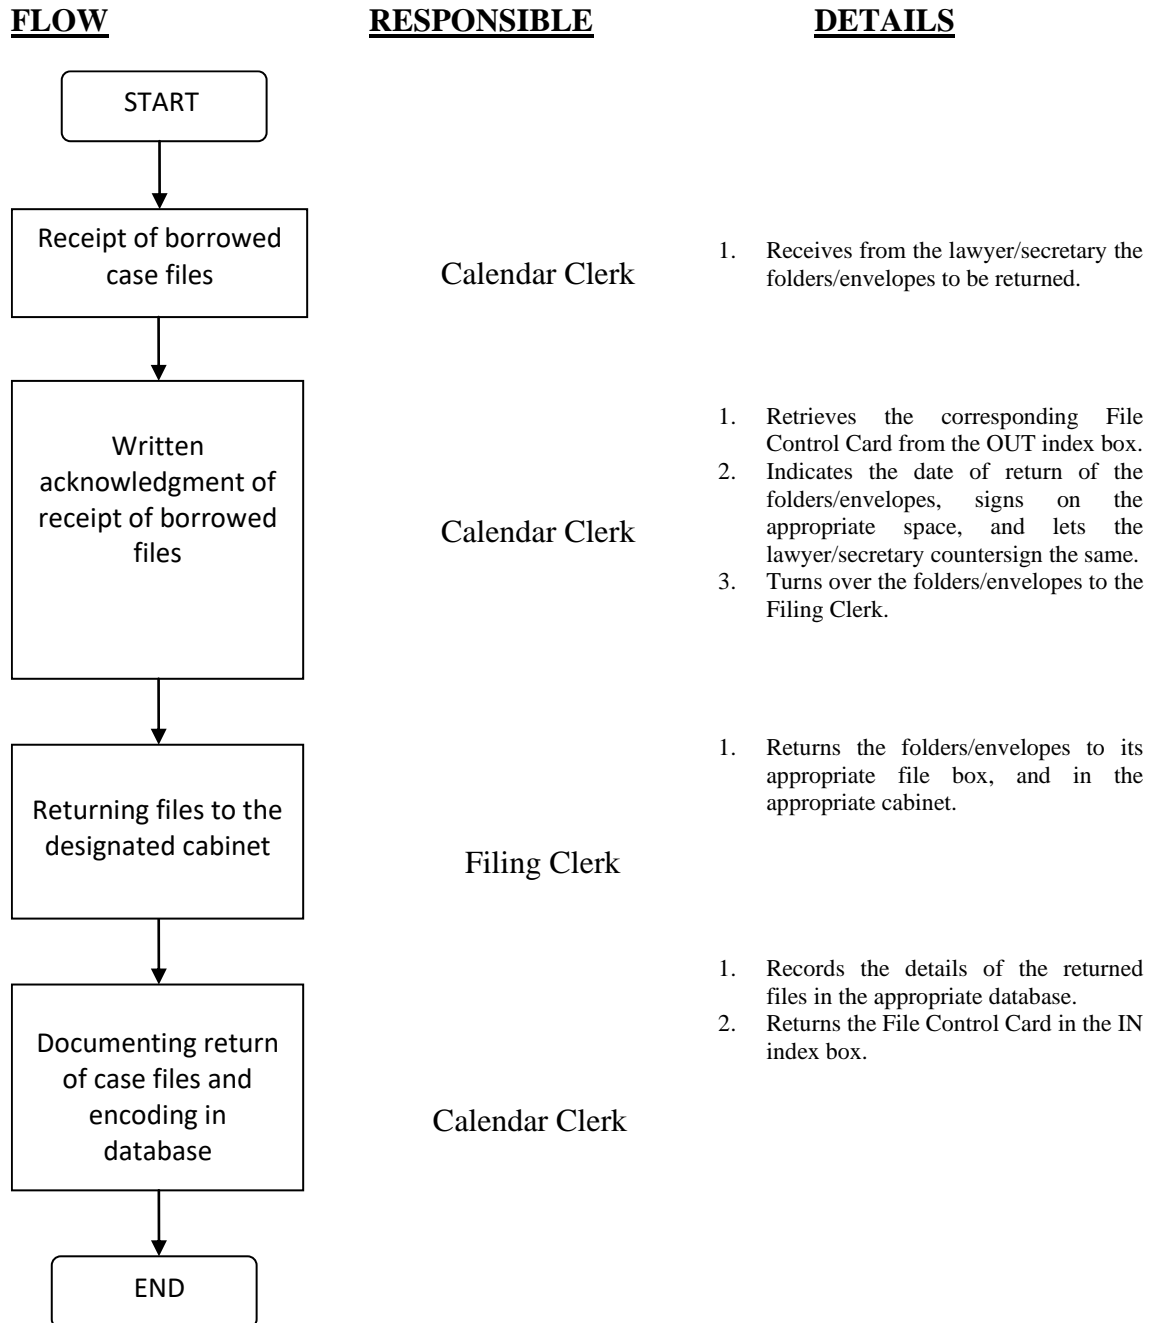 FLOW RESPONSIBLE DETAILS
START
Receipt of borrowed
case files
Calendar Clerk
1. Receives from the lawyer/secretary the
folders/envelopes to be returned.
Written
acknowledgment of
receipt of borrowed
files
Calendar Clerk
1. Retrieves the corresponding File
Control Card from the OUT index box.
2. Indicates the date of return of the
folders/envelopes, signs on the
appropriate space, and lets the
lawyer/secretary countersign the same.
3. Turns over the folders/envelopes to the
Filing Clerk.
Returning files to the
designated cabinet
Filing Clerk
1. Returns the folders/envelopes to its
appropriate file box, and in the
appropriate cabinet.
Documenting return
of case files and
encoding in
database
Calendar Clerk
1. Records the details of the returned
files in the appropriate database.
2. Returns the File Control Card in the IN
index box.
END